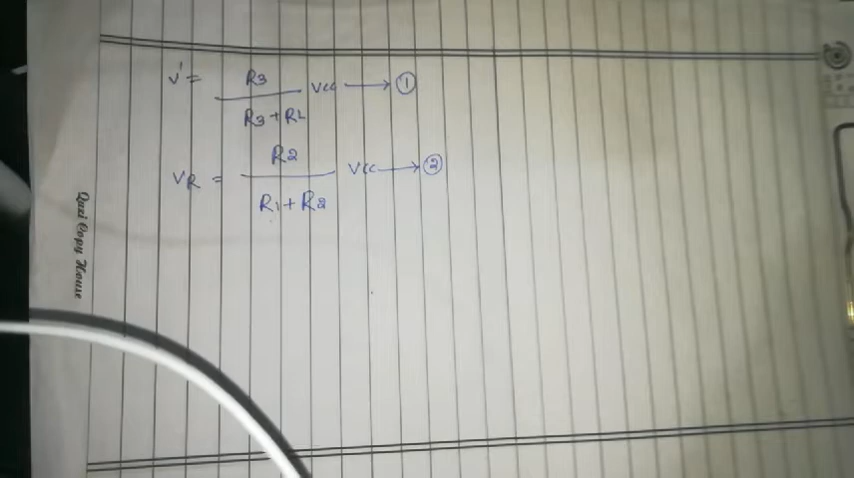 V' = R3 / R3 + RL Vcc → ①
VR = R2 / R1 + R2 Vcc → ②
Qazi Copy House